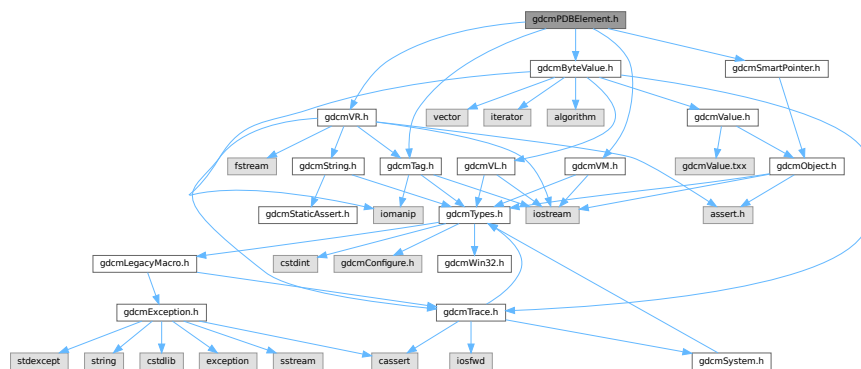 gdcmPDBElement.h
gdcmByteValue.h
gdcmSmartPointer.h
gdcmVR.h
vector
iterator
algorithm
gdcmValue.h
fstream
gdcmString.h
gdcmTag.h
gdcmVL.h
gdcmVM.h
gdcmValue.txx
gdcmObject.h
gdcmStaticAssert.h
iomanip
gdcmTypes.h
iostream
assert.h
gdcmLegacyMacro.h
cstdint
gdcmConfigure.h
gdcmWin32.h
gdcmException.h
gdcmTrace.h
stdexcept
string
cstdlib
exception
sstream
cassert
iosfwd
gdcmSystem.h